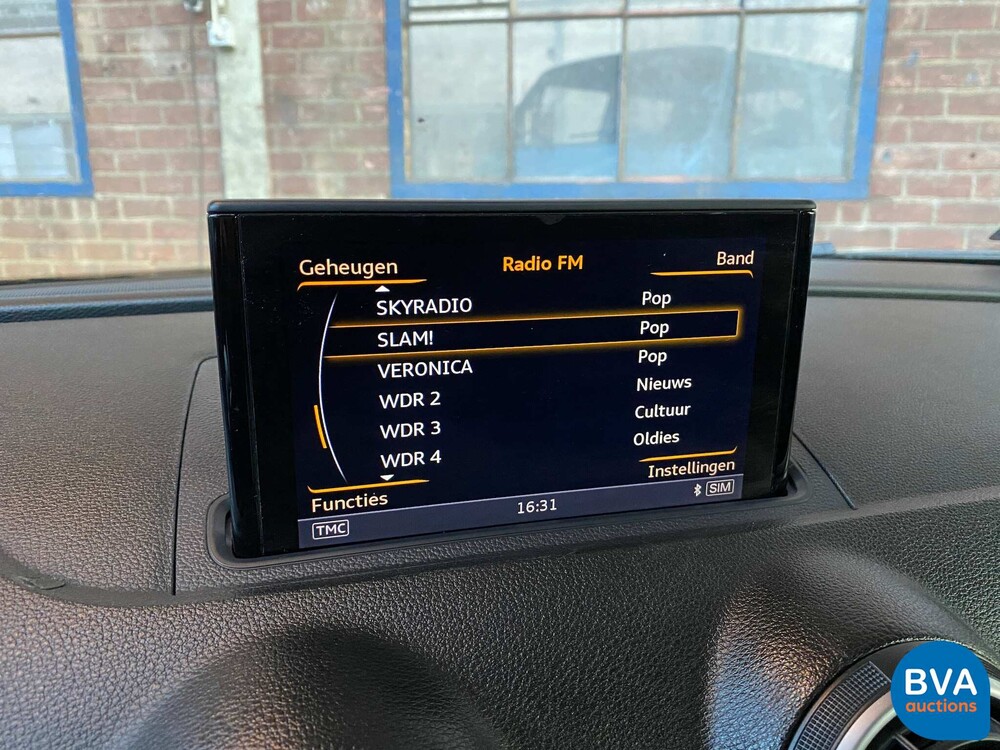 Geheugen Radio FM Band
SKYRADIO Pop
SLAM! Pop
VERONICA Pop
WDR 2 Nieuws
WDR 3 Cultuur
WDR 4 Oldies
Functies Instellingen
TMC 16:31 SIM
BVA
auctions